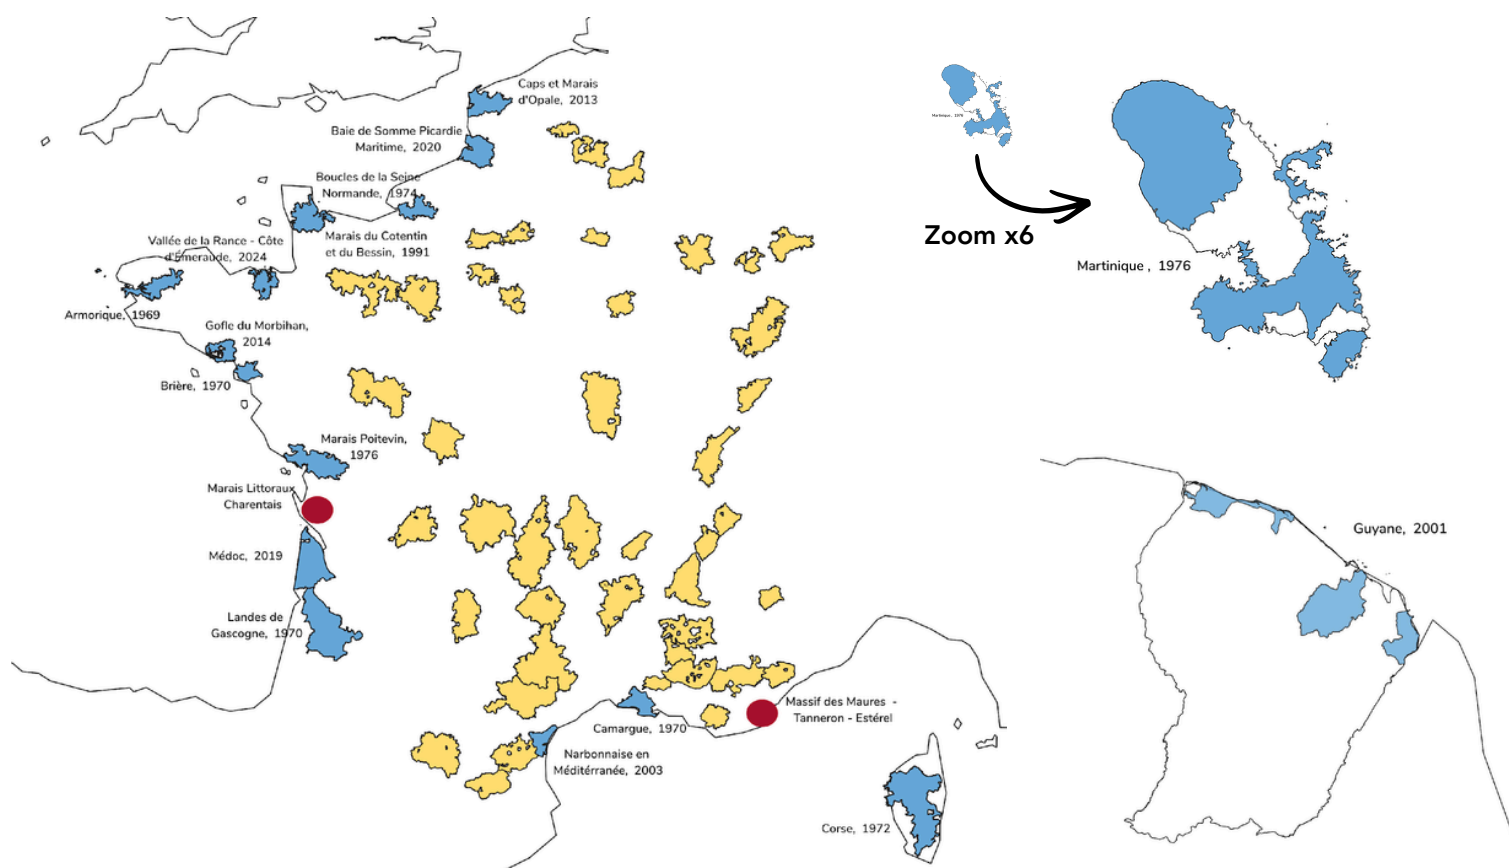 Caps et Marais
d'Opale, 2013
Baie de Somme Picardie
Maritime, 2020
Boucles de la Seine
Normande, 1974
Marais du Cotentin
et du Bessin, 1991
Vallée de la Rance - Côte
d'Émeraude, 2024
Armorique, 1969
Gofle du Morbihan,
2014
Brière, 1970
Marais Poitevin,
1976
Marais Littoraux
Charentais
Médoc, 2019
Landes de
Gascogne, 1970
Camargue, 1970
Narbonnaise en
Méditérranée, 2003
Massif des Maures -
Tanneron - Estérel
Corse, 1972
Martinique, 1976
Zoom x6
Martinique , 1976
Guyane, 2001